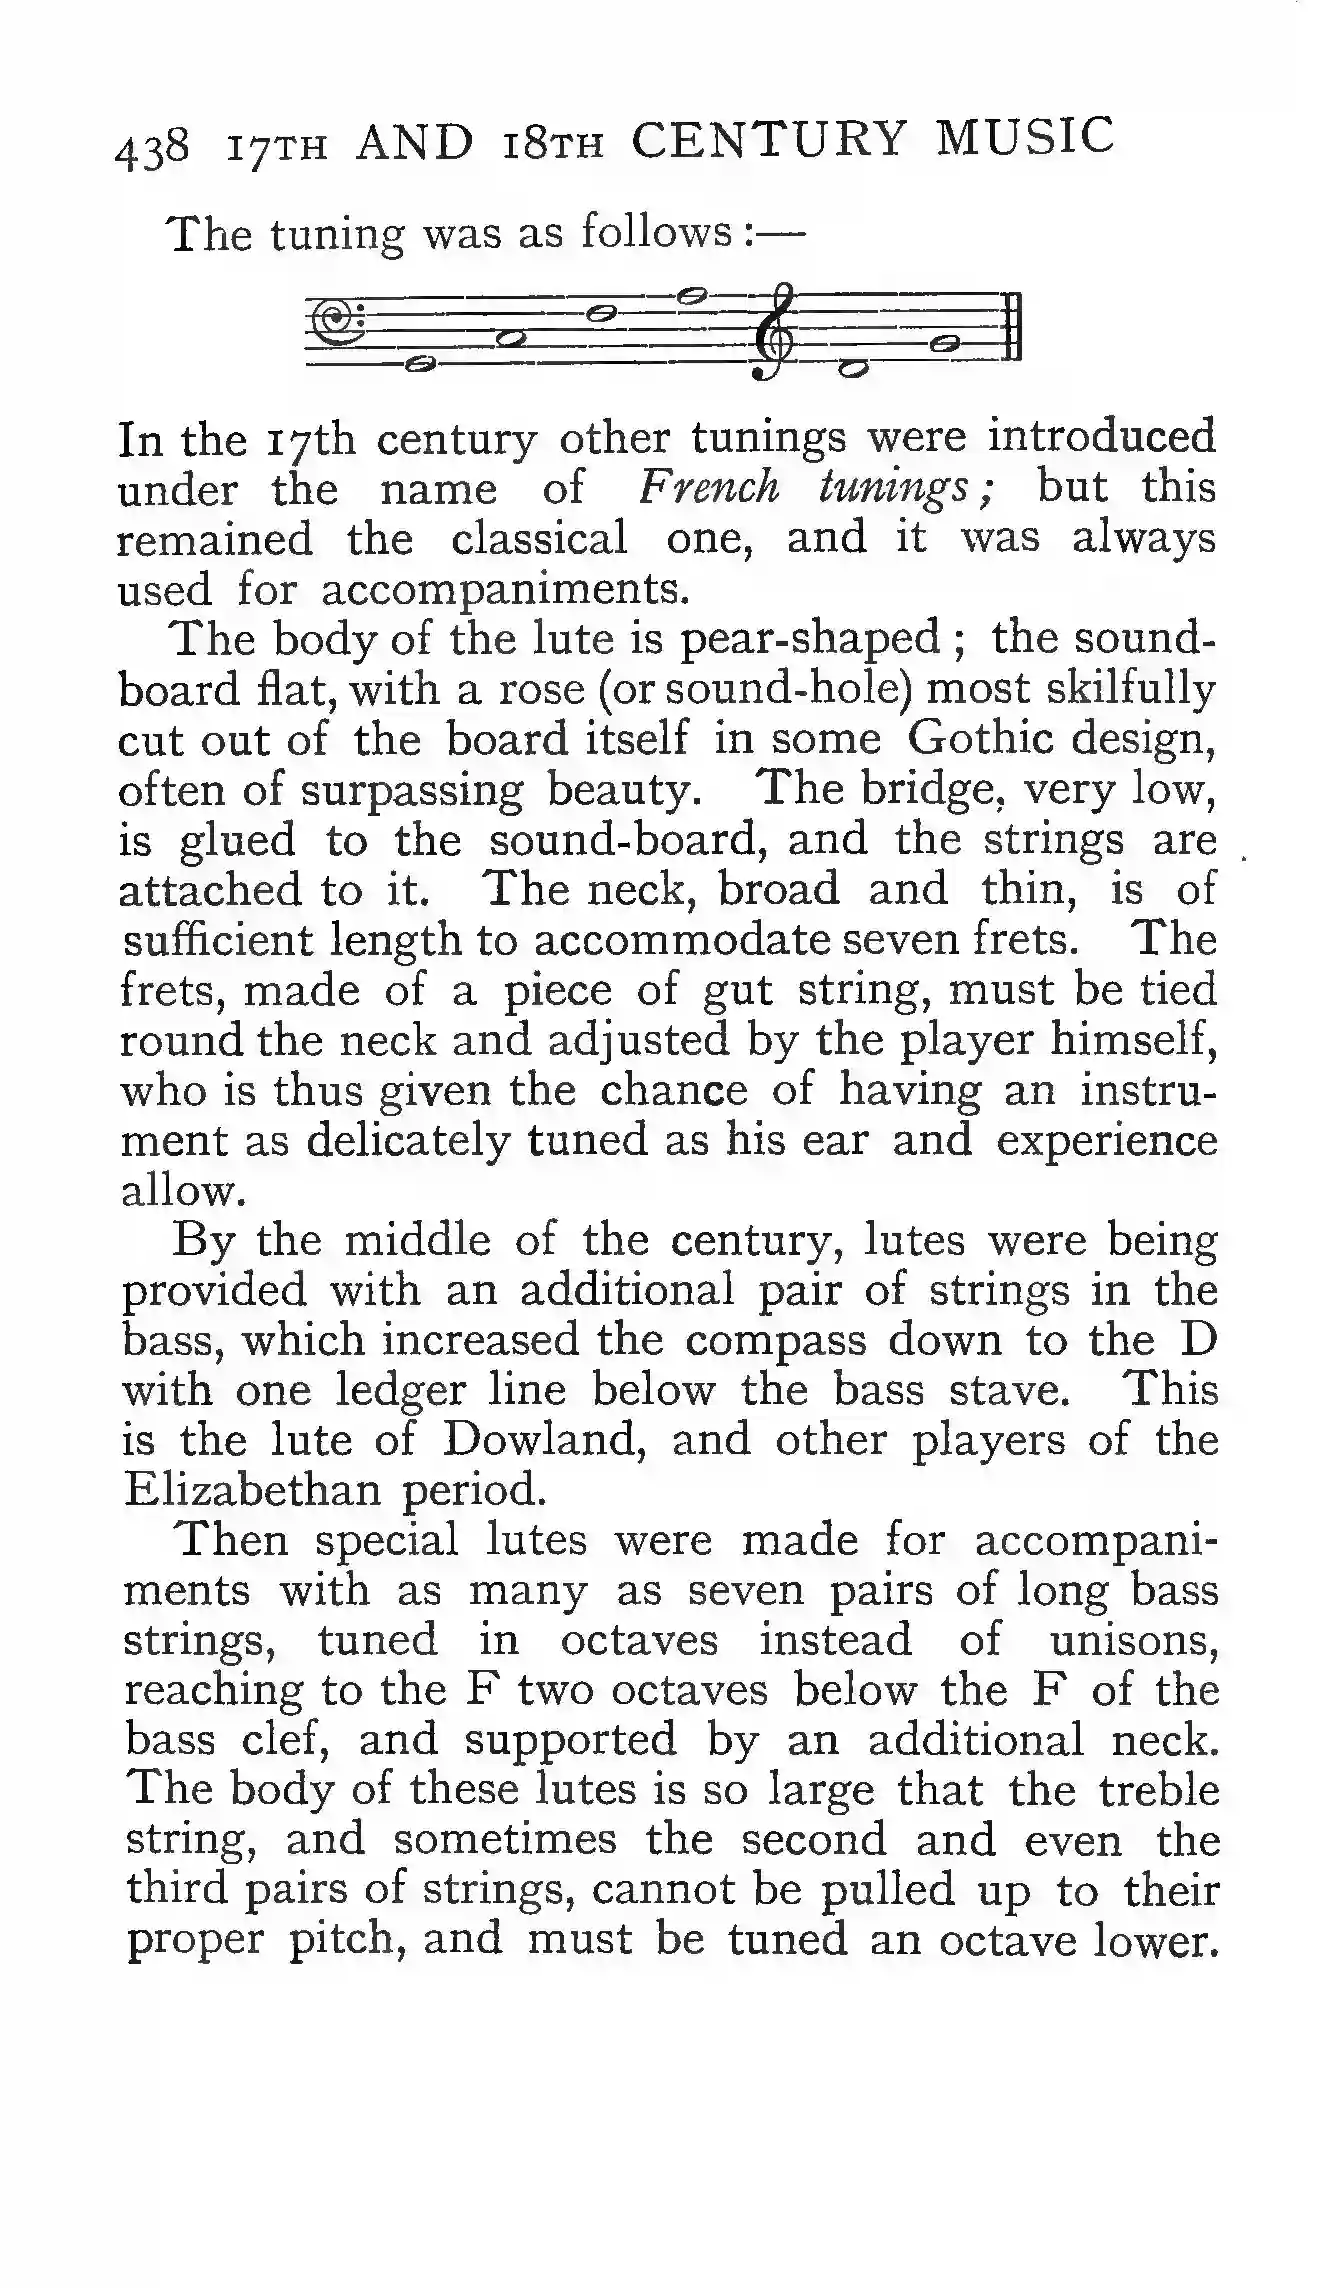 438 17TH AND 18TH CENTURY MUSIC
The tuning was as follows :—
In the 17th century other tunings were introduced
under the name of French tunings; but this
remained the classical one, and it was always
used for accompaniments.
The body of the lute is pear-shaped ; the sound-
board flat, with a rose (or sound-hole) most skilfully
cut out of the board itself in some Gothic design,
often of surpassing beauty. The bridge, very low,
is glued to the sound-board, and the strings are
attached to it. The neck, broad and thin, is of
sufficient length to accommodate seven frets. The
frets, made of a piece of gut string, must be tied
round the neck and adjusted by the player himself,
who is thus given the chance of having an instru-
ment as delicately tuned as his ear and experience
allow.
By the middle of the century, lutes were being
provided with an additional pair of strings in the
bass, which increased the compass down to the D
with one ledger line below the bass stave. This
is the lute of Dowland, and other players of the
Elizabethan period.
Then special lutes were made for accompani-
ments with as many as seven pairs of long bass
strings, tuned in octaves instead of unisons,
reaching to the F two octaves below the F of the
bass clef, and supported by an additional neck.
The body of these lutes is so large that the treble
string, and sometimes the second and even the
third pairs of strings, cannot be pulled up to their
proper pitch, and must be tuned an octave lower.